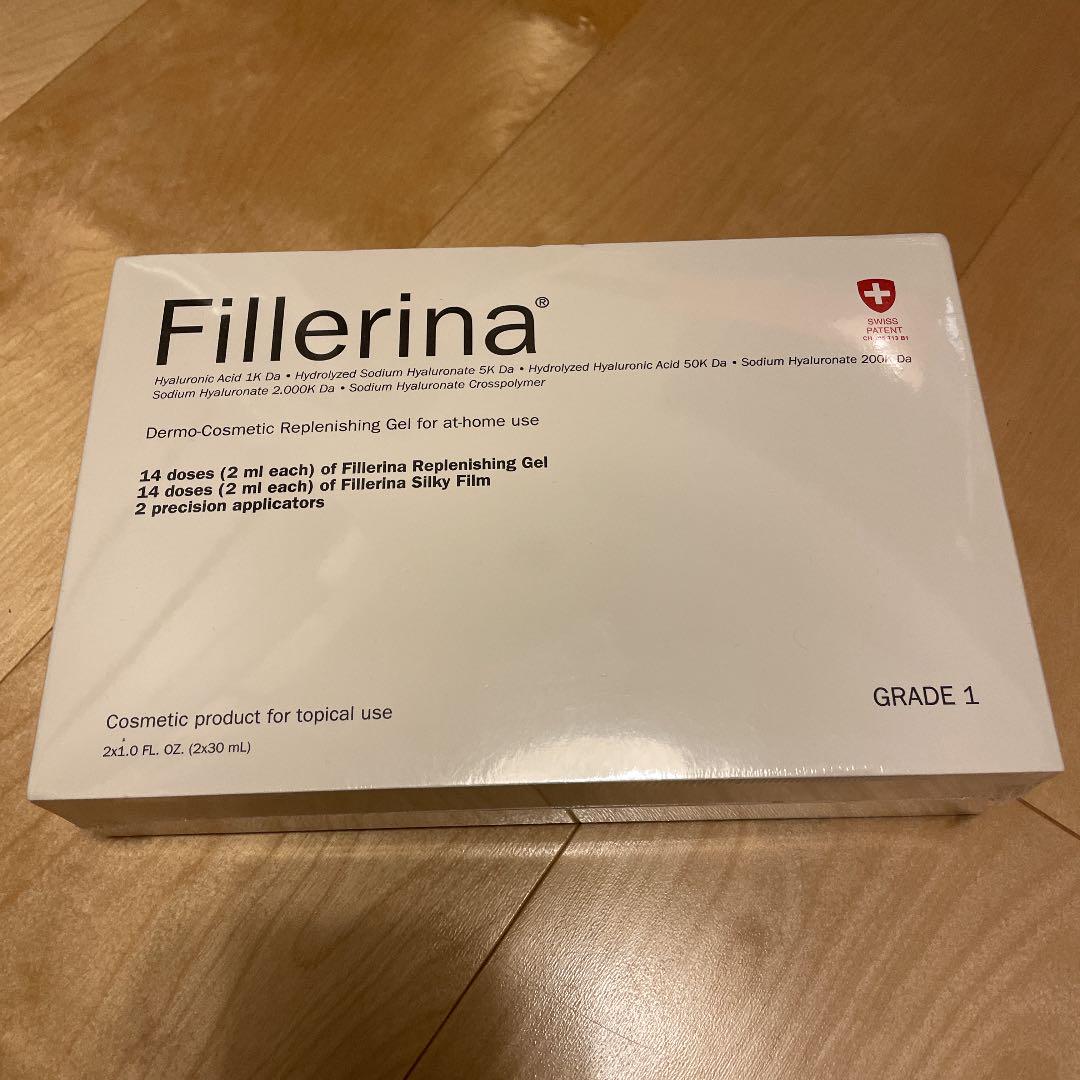 Fillerina®
SWISS
PATENT
Hyaluronic Acid 1K Da • Hydrolyzed Sodium Hyaluronate 5K Da • Hydrolyzed Hyaluronic Acid 50K Da • Sodium Hyaluronate 200K Da
Sodium Hyaluronate 2.000K Da • Sodium Hyaluronate Crosspolymer
Dermo-Cosmetic Replenishing Gel for at-home use
14 doses (2 ml each) of Fillerina Replenishing Gel
14 doses (2 ml each) of Fillerina Silky Film
2 precision applicators
GRADE 1
Cosmetic product for topical use
2x1.0 FL. OZ. (2x30 mL)